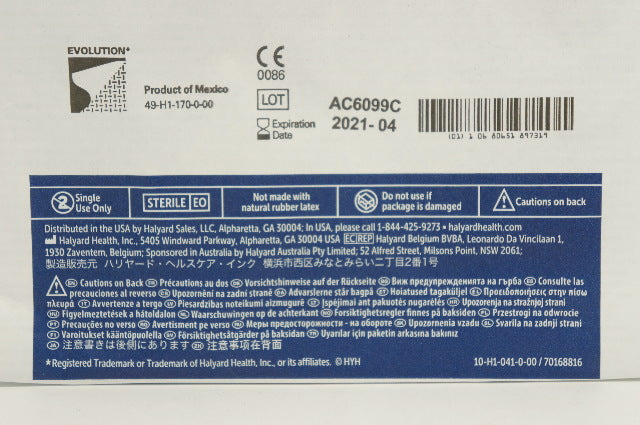 EVOLUTION*
Product of Mexico
49-H1-170-0-00
CE
0086
LOT
AC6099C
Expiration
Date
2021-04
(01) 1 06 80651 897319
2 Single
Use Only
STERILE EO
Not made with
natural rubber latex
Do not use if
package is damaged
Cautions on back
Distributed in the USA by Halyard Sales, LLC, Alpharetta, GA 30004; In USA, please call 1-844-425-9273 • halyardhealth.com
Halyard Health, Inc., 5405 Windward Parkway, Alpharetta, GA 30004 USA EC REP Halyard Belgium BVBA, Leonardo Da Vincilaan 1,
1930 Zaventem, Belgium; Sponsored in Australia by Halyard Australia Pty Limited; 52 Alfred Street, Milsons Point, NSW 2061;
製造販売元 ハリヤード・ヘルスケア・インク 横浜市西区みなとみらい二丁目2番1号
EN Cautions on Back FR Précautions au dos DE Vorsichtshinweise auf der Rückseite BG Виж предупрежденията на гърба ES Consulte las
precauciones al reverso CS Upozornění na zadní straně DA Advarslerne står bagpå ET Hoiatused tagaküljel EL Προειδοποιήσεις στην πίσω
πλευρά IT Avvertenze a tergo LV Piesardzības noteikumi aizmugurē LT Įspėjimai ant pakuotės nugarėlės HR Upozorenja na stražnjoj strani
HU Figyelmeztetések a hátoldalon NL Waarschuwingen op de achterkant NO Forsiktighetsregler finnes på baksiden PL Przestrogi na odwrocie
PT Precauções no verso RO Avertisment pe verso RU Меры предосторожности - на обороте SK Upozornenia vzadu SL Svarila na zadnji strani
FI Varoitukset kääntöpuolella SV Försiktighetsåtgärder på baksidan TR Uyarılar için paketin arkasına bakınız
JA 注意書きは後側にあります ZH 注意事项在背面
*Registered Trademark or Trademark of Halyard Health, Inc., or its affiliates. © HYH
10-H1-041-0-00 / 70168816